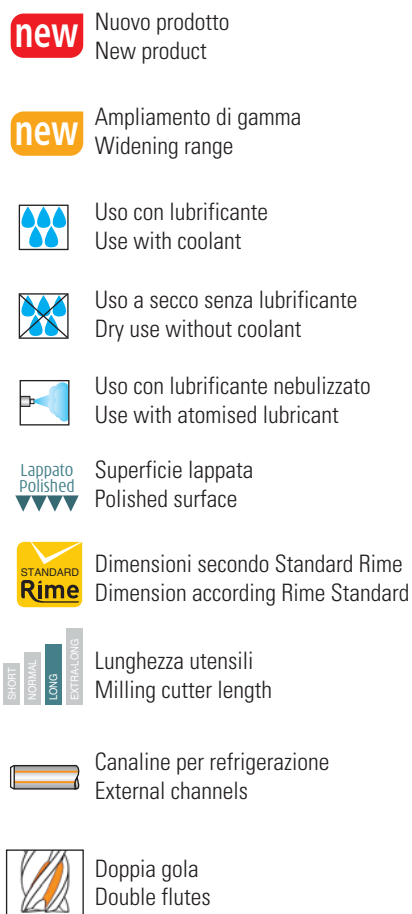 new
Nuovo prodotto
New product
new
Ampliamento di gamma
Widening range
Uso con lubrificante
Use with coolant
Uso a secco senza lubrificante
Dry use without coolant
Uso con lubrificante nebulizzato
Use with atomised lubricant
Lappato
Polished
Superficie lappata
Polished surface
STANDARD
Rime
Dimensioni secondo Standard Rime
Dimension according Rime Standard
SHORT
NORMAL
LONG
EXTRA-LONG
Lunghezza utensili
Milling cutter length
Canaline per refrigerazione
External channels
Doppia gola
Double flutes